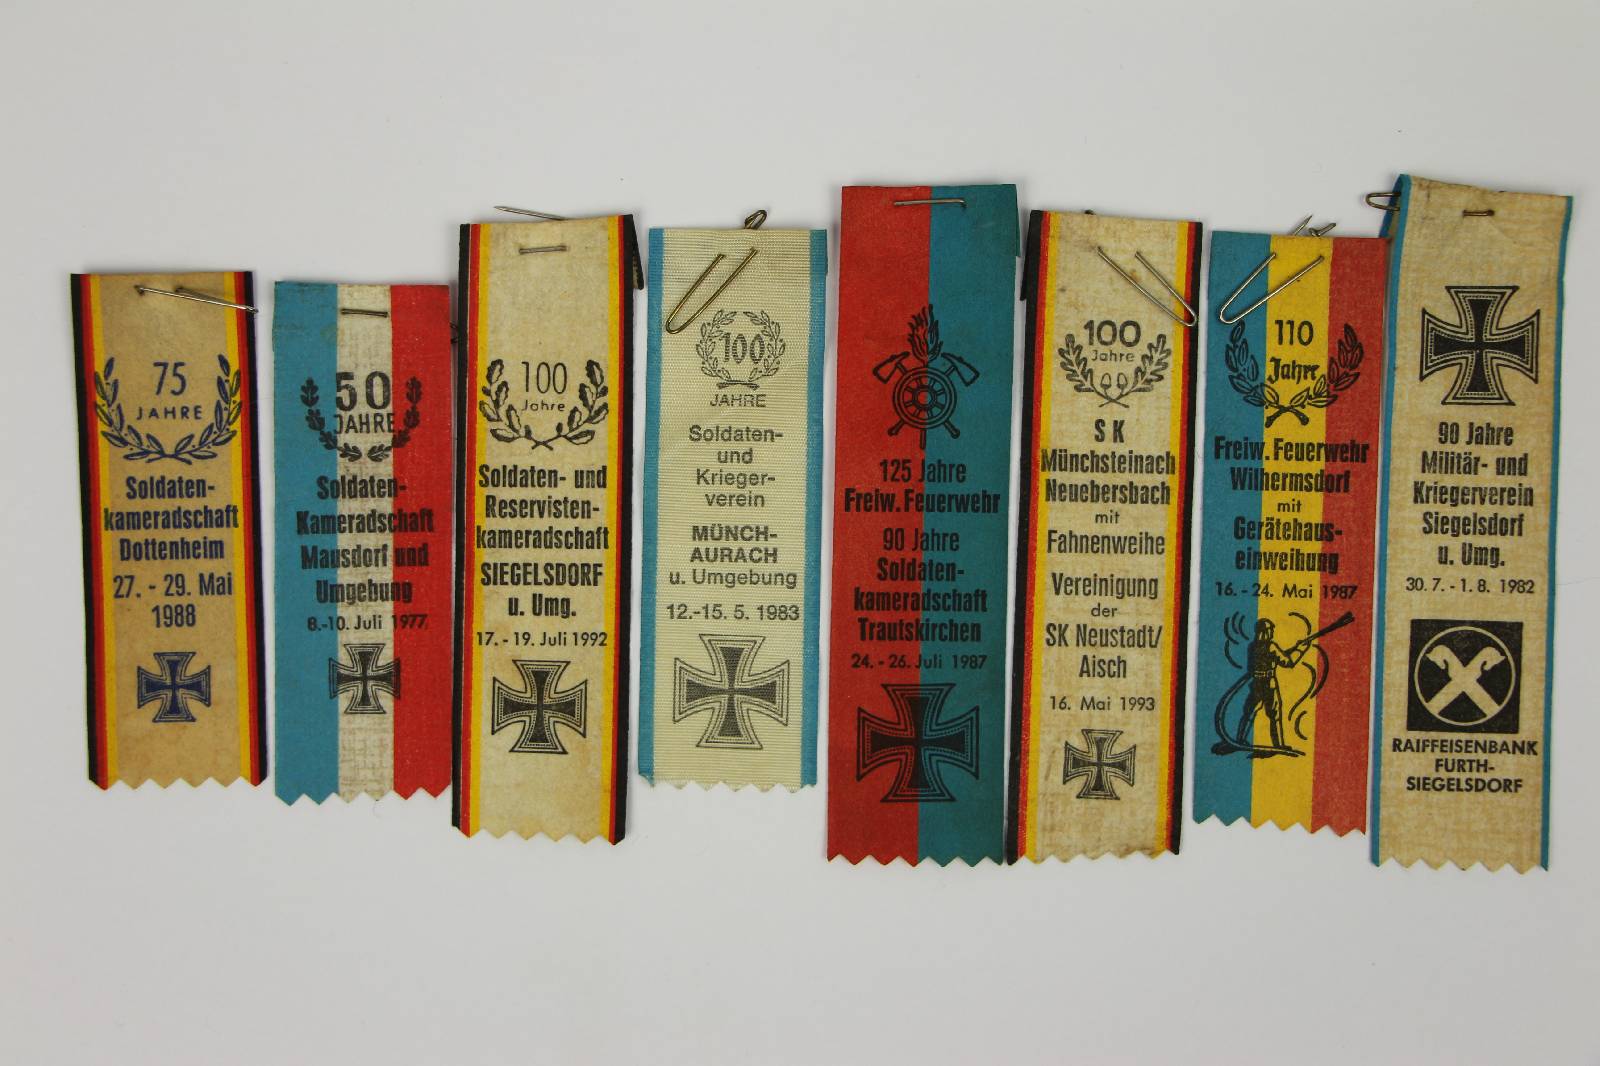 75
JAHRE
Soldaten-
kameradschaft
Dottenheim
27. - 29. Mai
1988
50
JAHRE
Soldaten-
Kameradschaft
Mausdorf und
Umgebung
8.-10. Juli 1977
100
Jahre
Soldaten- und
Reservisten-
kameradschaft
SIEGELSDORF
u. Umg.
17. - 19. Juli 1992
100
JAHRE
Soldaten-
und
Krieger-
verein
MÜNCH-
AURACH
u. Umgebung
12.-15. 5. 1983
125 Jahre
Freiw. Feuerwehr
90 Jahre
Soldaten-
kameradschaft
Trautskirchen
24. - 26. Juli 1987
100
Jahre
S K
Münchsteinach
Neuebersbach
mit
Fahnenweihe
Vereinigung
der
SK Neustadt/
Aisch
16. Mai 1993
110
Jahre
Freiw. Feuerwehr
Wilhermsdorf
mit
Gerätehaus-
einweihung
16. - 24. Mai 1987
90 Jahre
Militär- und
Kriegerverein
Siegelsdorf
u. Umg.
30. 7. - 1. 8. 1982
RAIFFEISENBANK
FÜRTH-
SIEGELSDORF